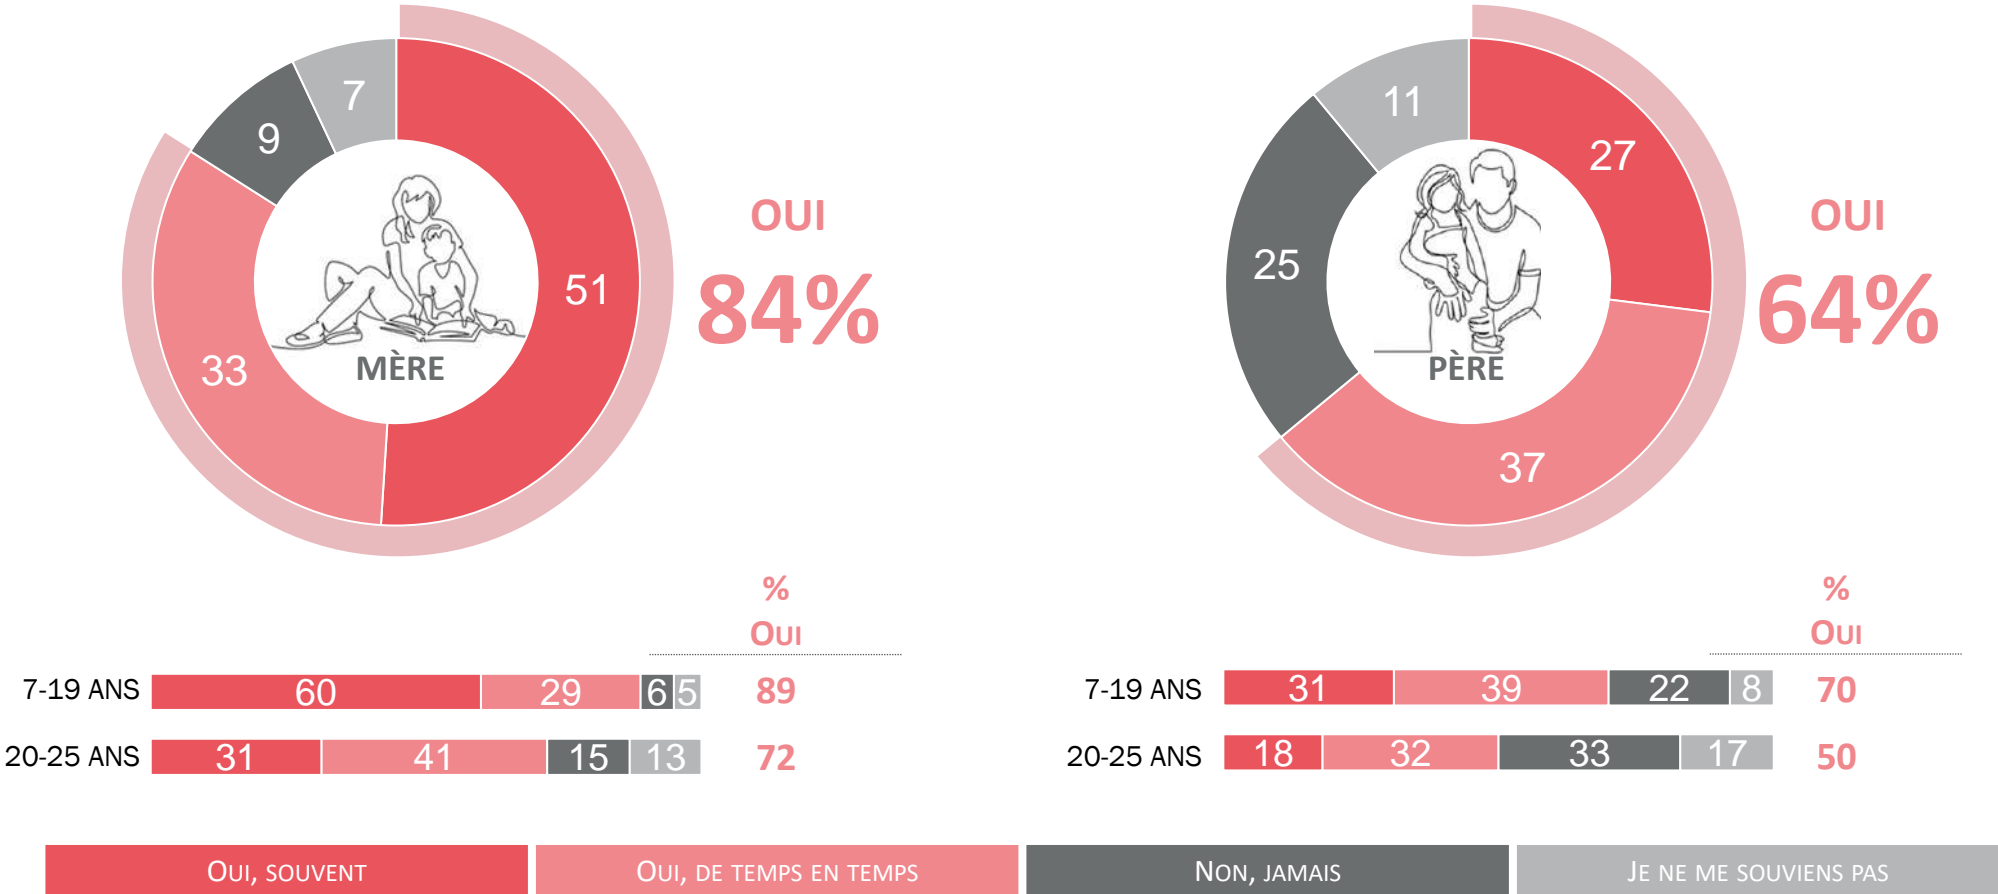 7
9
51
33
MÈRE
OUI
84%
11
27
25
37
PÈRE
OUI
64%
%
OUI
7-19 ANS 60 29 6 5 89
20-25 ANS 31 41 15 13 72
%
OUI
7-19 ANS 31 39 22 8 70
20-25 ANS 18 32 33 17 50
OUI, SOUVENT
OUI, DE TEMPS EN TEMPS
NON, JAMAIS
JE NE ME SOUVIENS PAS